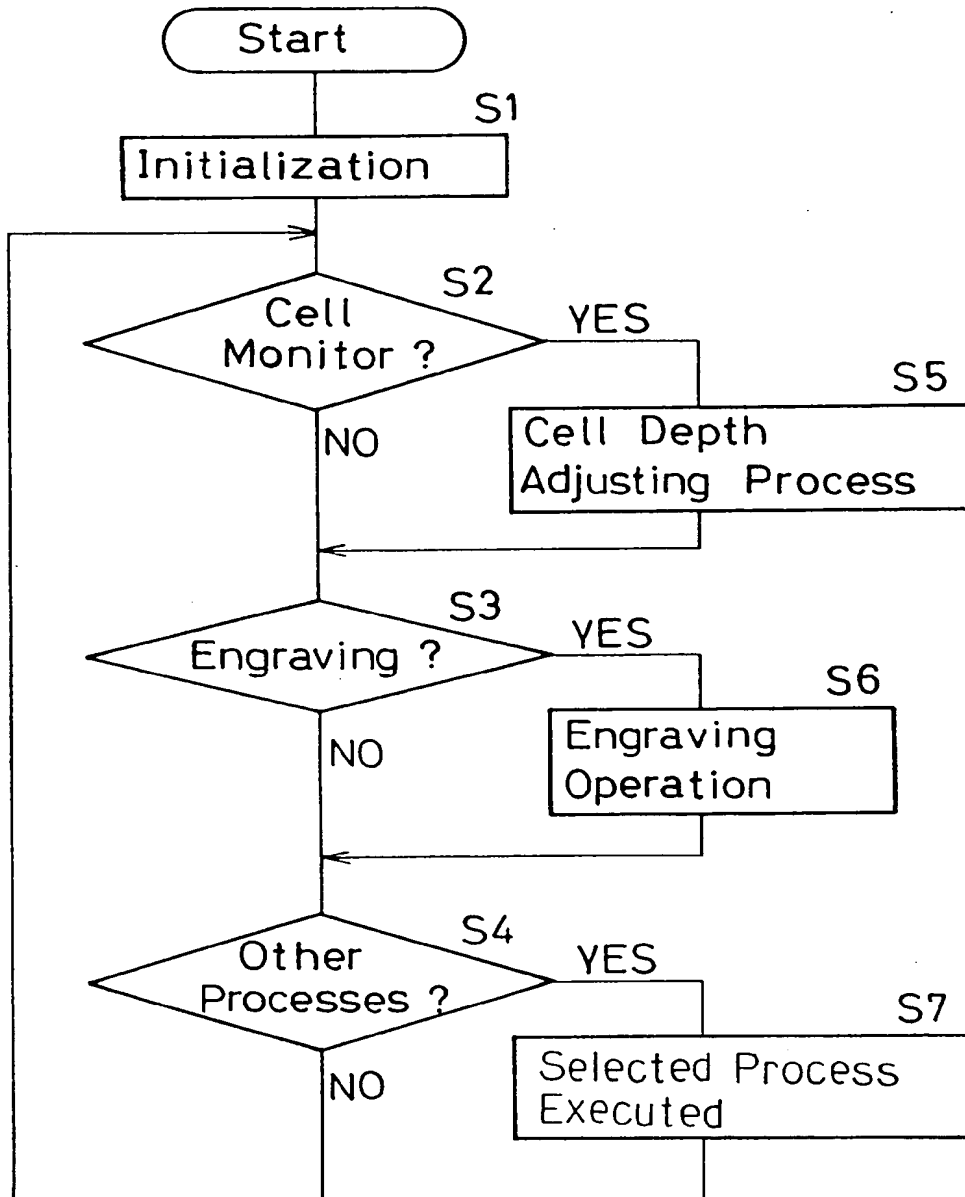 Start
S1
Initialization
S2
Cell
Monitor ?
YES
NO
S5
Cell Depth
Adjusting Process
S3
Engraving ?
YES
NO
S6
Engraving
Operation
S4
Other
Processes ?
YES
NO
S7
Selected Process
Executed